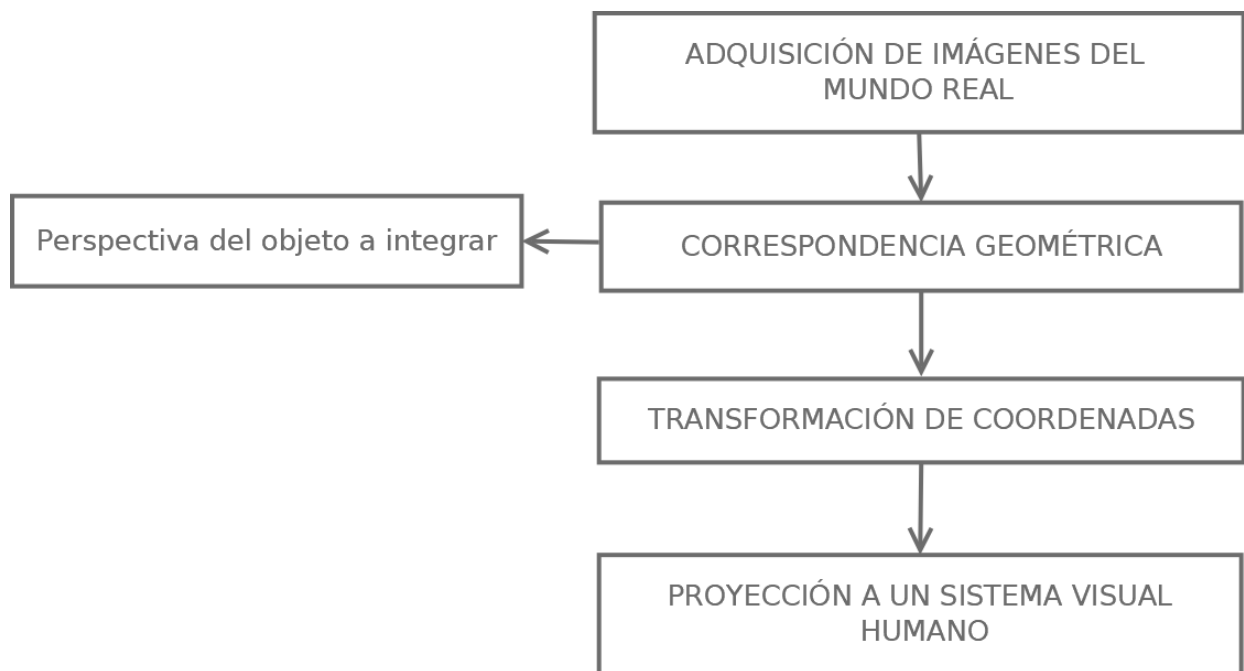 ADQUISICIÓN DE IMÁGENES DEL
MUNDO REAL
Perspectiva del objeto a integrar
CORRESPONDENCIA GEOMÉTRICA
TRANSFORMACIÓN DE COORDENADAS
PROYECCIÓN A UN SISTEMA VISUAL
HUMANO